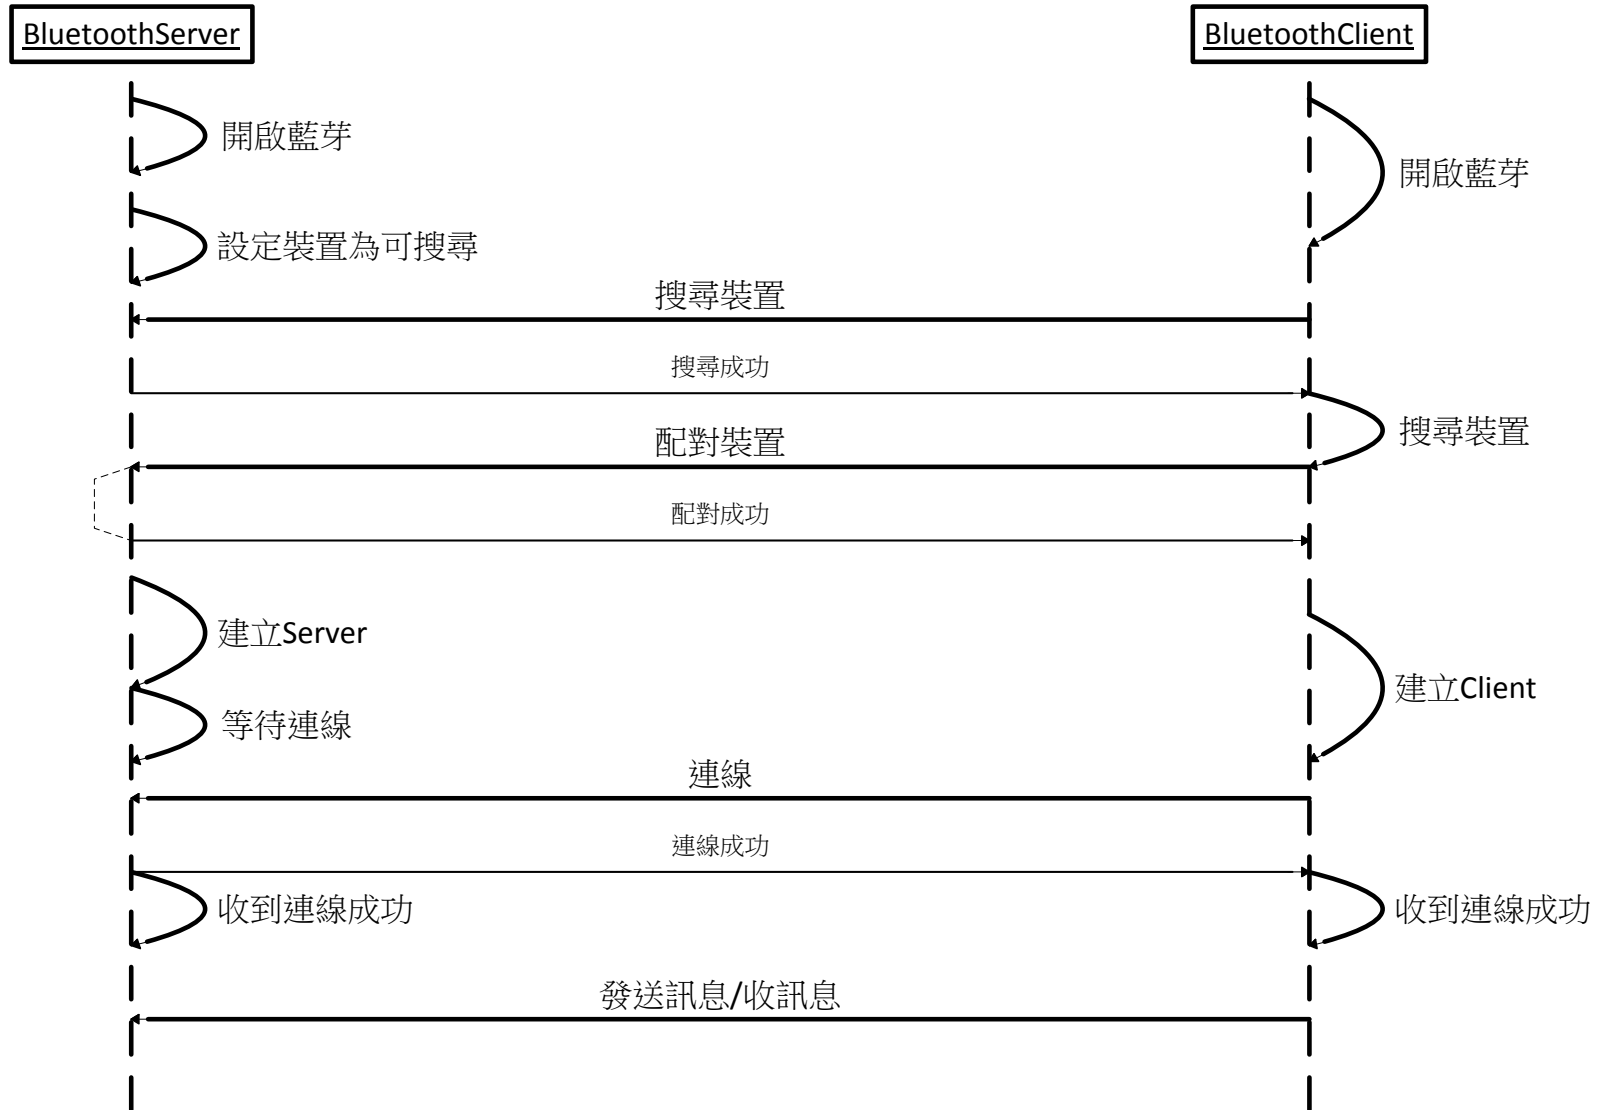 BluetoothServer
BluetoothClient
開啟藍芽
開啟藍芽
設定裝置為可搜尋
搜尋裝置
搜尋成功
搜尋裝置
配對裝置
配對成功
建立Server
建立Client
等待連線
連線
連線成功
收到連線成功
收到連線成功
發送訊息/收訊息